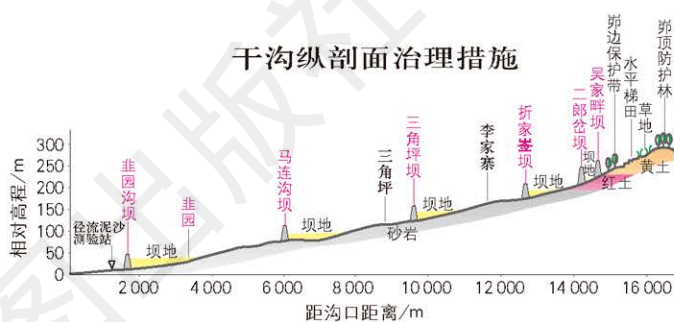 干沟纵剖面治理措施
相对高程/m
300
250
200
150
100
50
0
径流泥沙
测验站
韭园沟坝
坝地
韭园
马连沟坝
坝地
三角坪
砂岩
三角坪坝
坝地
李家寨
折家崟坝
坝地
二郎岔坝
坝地
吴家畔坝
红土
峁边保护带
水平梯田
草地
黄土
峁顶防护林
2 000
4 000
6 000
8 000
10 000
12 000
14 000
16 000
距沟口距离/m